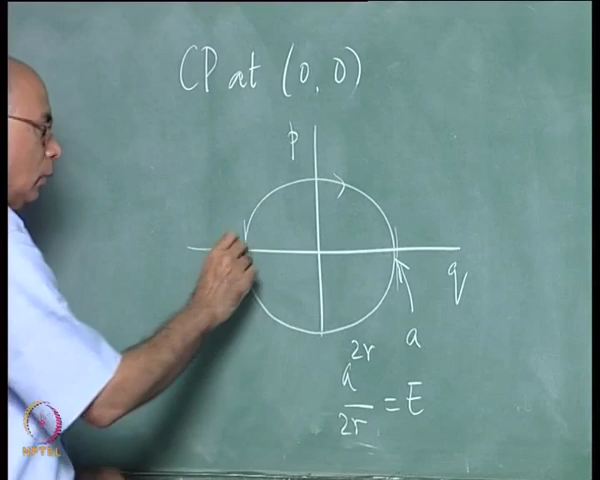 CP at (0, 0)
p
q
a
a^{2r}
― = E
2r
NPTEL